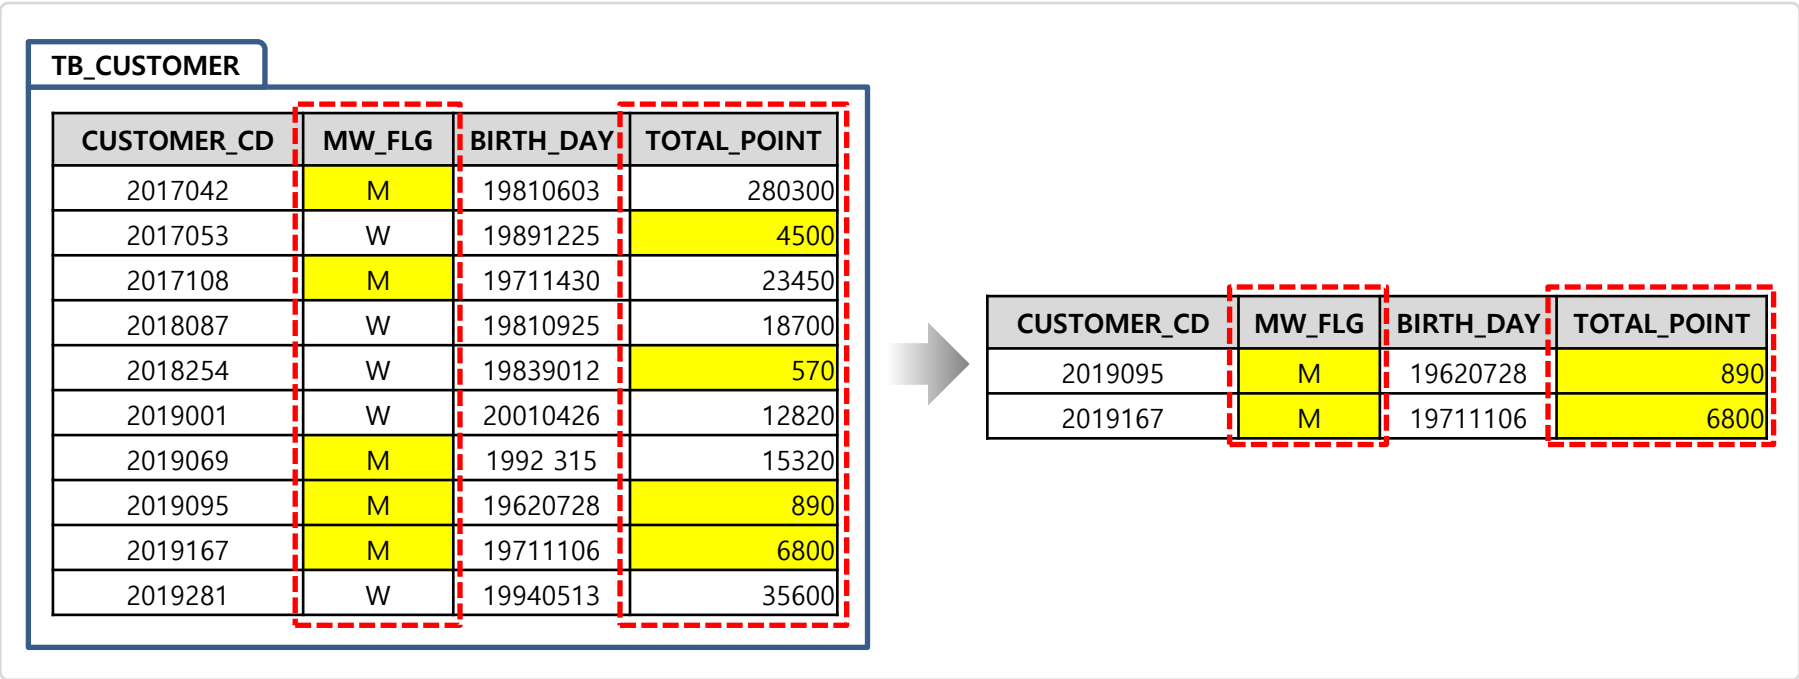 TB_CUSTOMER
CUSTOMER_CD MW_FLG BIRTH_DAY TOTAL_POINT
2017042 M 19810603 280300
2017053 W 19891225 4500
2017108 M 19711430 23450
2018087 W 19810925 18700
2018254 W 19839012 570
2019001 W 20010426 12820
2019069 M 1992 315 15320
2019095 M 19620728 890
2019167 M 19711106 6800
2019281 W 19940513 35600
CUSTOMER_CD MW_FLG BIRTH_DAY TOTAL_POINT
2019095 M 19620728 890
2019167 M 19711106 6800